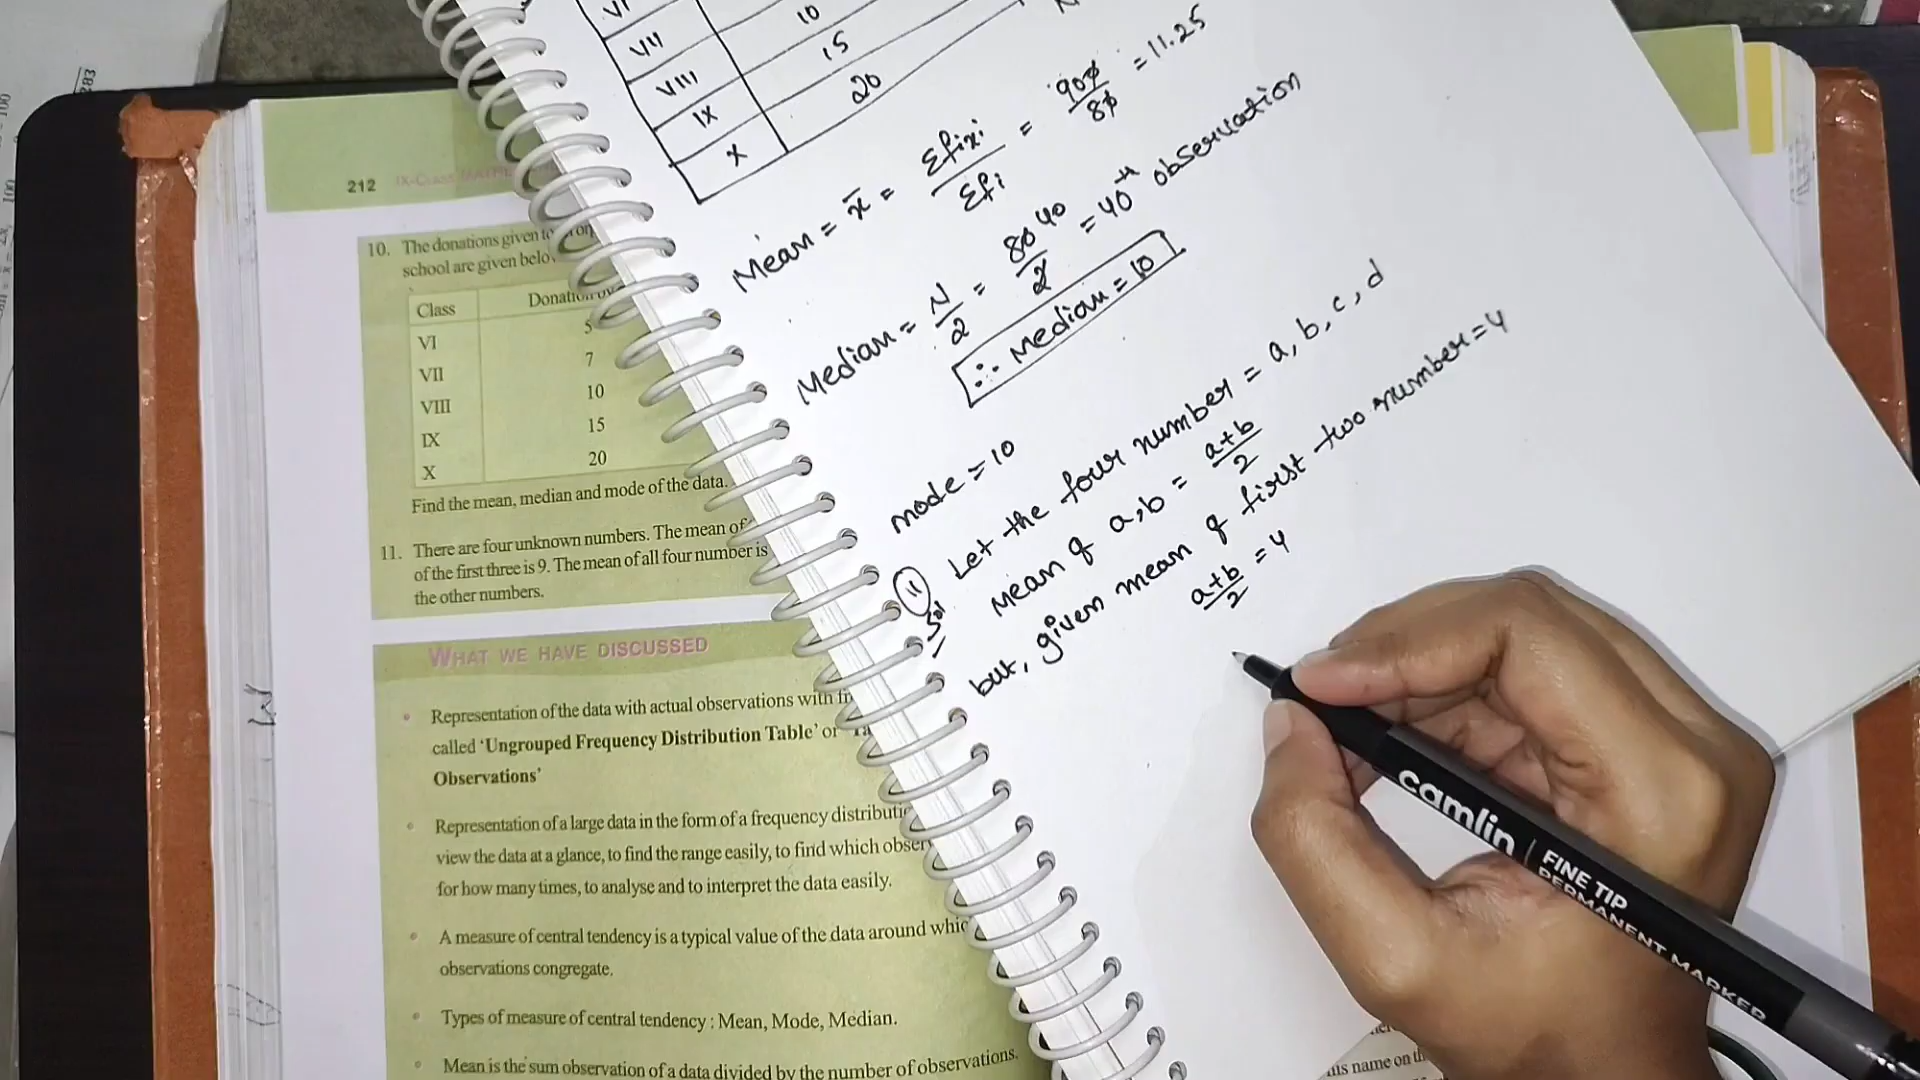 212 IX-Class
10. The donations given to
school are given below
Class Donation by
VI 5
VII 7
VIII 10
IX 15
X 20
Find the mean, median and mode of the data.
11. There are four unknown numbers. The mean of
of the first three is 9. The mean of all four number is
the other numbers.
WHAT WE HAVE DISCUSSED
• Representation of the data with actual observations with
called 'Ungrouped Frequency Distribution Table' or
Observations'
• Representation of a large data in the form of a frequency
view the data at a glance, to find the range easily, to find which
for how many times, to analyse and to interpret the data easily.
• A measure of central tendency is a typical value of the data around
observations congregate.
• Types of measure of central tendency : Mean, Mode, Median.
• Mean is the sum observation of a data divided by the number of observations.
VI
VII 10
VIII 15
IX 20
X
Mean = x̄ = Σfixi/Σfi = 900/80 = 11.25
Median = N/2 = 80/2 40 = 40th observation
∴ Median = 10
mode = 10
11 Let the four number = a, b, c, d
Sol Mean of a,b = a+b/2
but, given mean of first two number = 4
a+b/2 = 4
camlin FINE TIP
PERMANENT MARKER
his name on
283
100